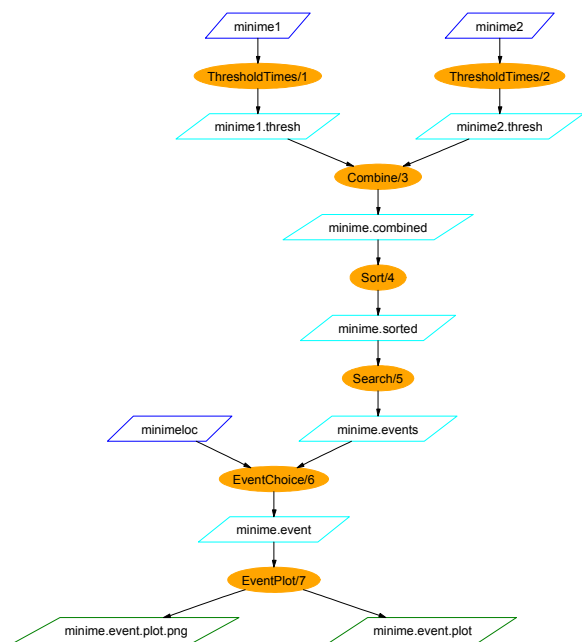 minime1
minime2
ThresholdTimes/1
ThresholdTimes/2
minime1.thresh
minime2.thresh
Combine/3
minime.combined
Sort/4
minime.sorted
Search/5
minimeloc
minime.events
EventChoice/6
minime.event
EventPlot/7
minime.event.plot.png
minime.event.plot